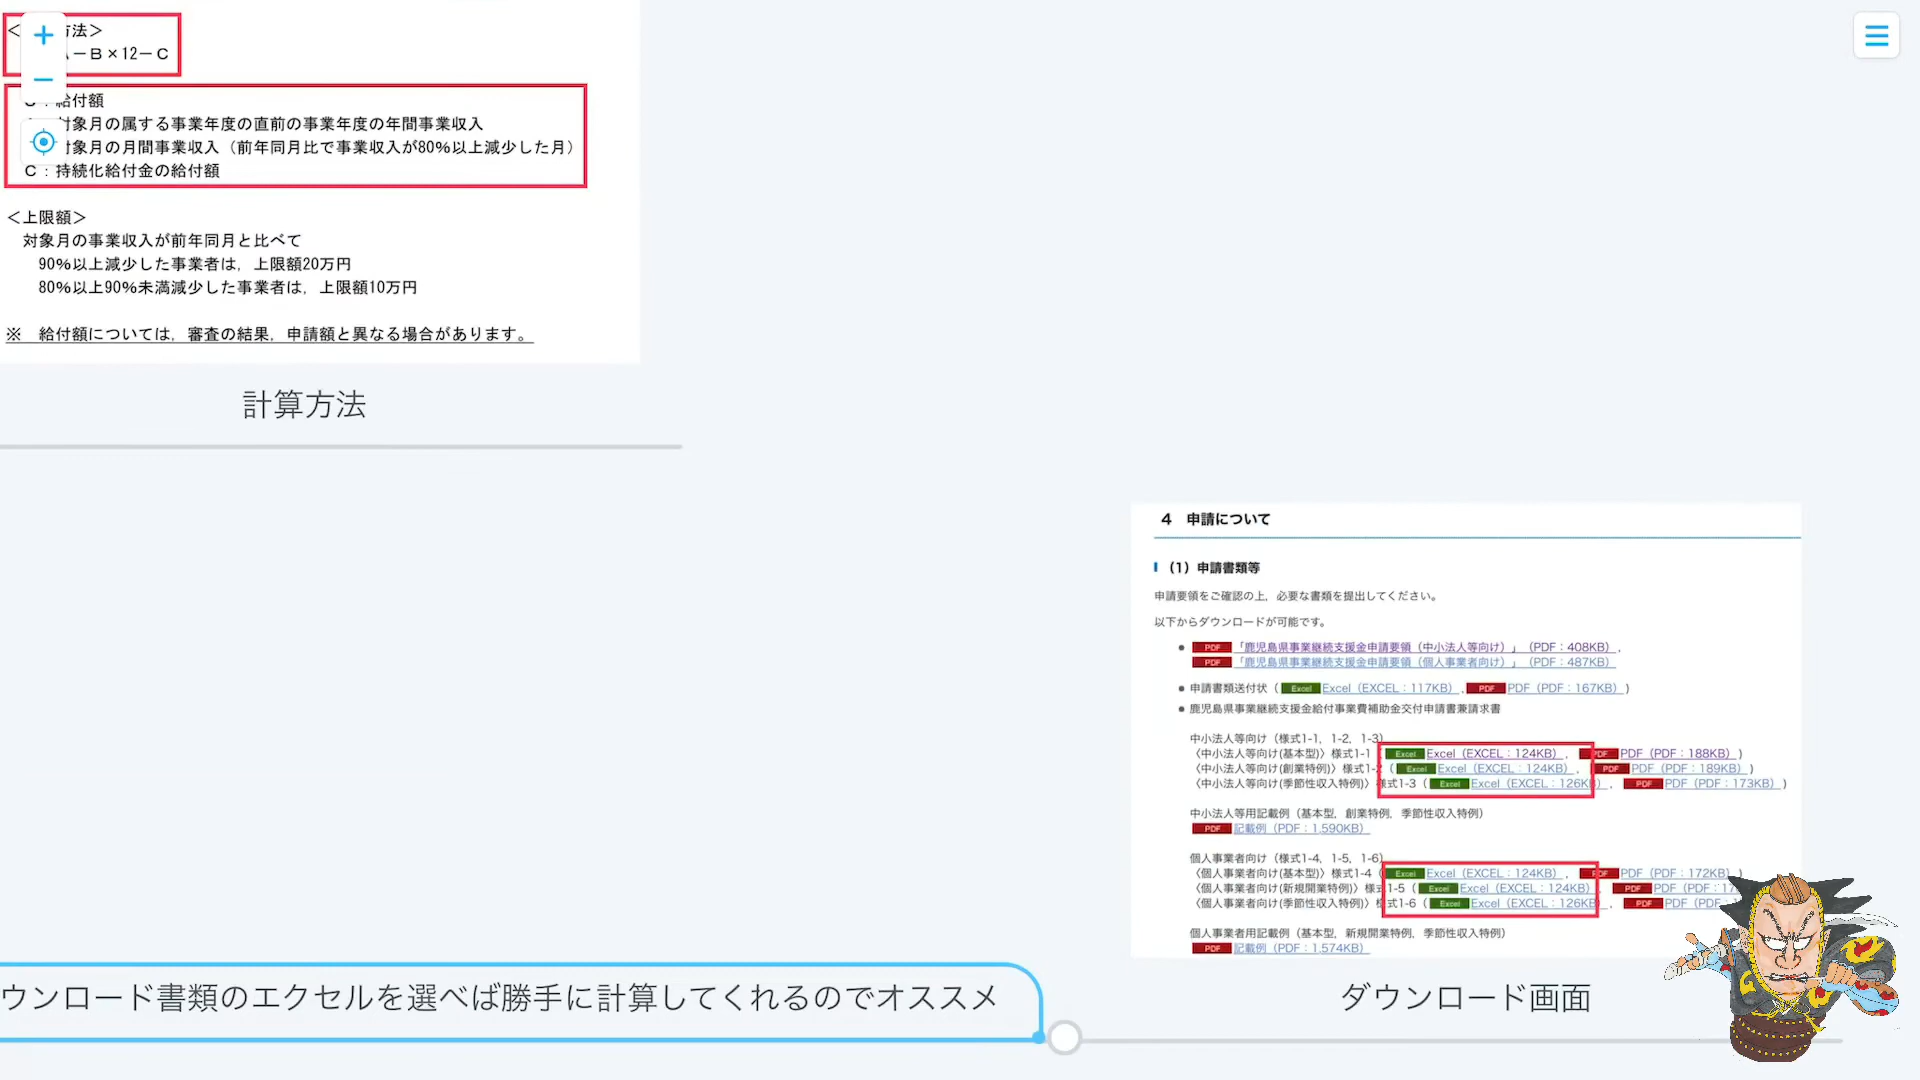 方法＞
－Ｂ×12－Ｃ
給付額
対象月の属する事業年度の直前の事業年度の年間事業収入
対象月の月間事業収入（前年同月比で事業収入が80％以上減少した月）
Ｃ：持続化給付金の給付額
＜上限額＞
対象月の事業収入が前年同月と比べて
90％以上減少した事業者は，上限額20万円
80％以上90％未満減少した事業者は，上限額10万円
※　給付額については，審査の結果，申請額と異なる場合があります。
計算方法
4　申請について
（1）申請書類等
申請要領をご確認の上，必要な書類を提出してください。
以下からダウンロードが可能です。
PDF 「鹿児島県事業継続支援金申請要領（中小法人等向け）」（PDF：408KB），
PDF 「鹿児島県事業継続支援金申請要領（個人事業者向け）」（PDF：487KB）
申請書類送付状（ Excel Excel（EXCEL：117KB）, PDF PDF（PDF：167KB））
鹿児島県事業継続支援金給付事業費補助金交付申請書兼請求書
中小法人等向け（様式1-1，1-2，1-3）
〈中小法人等向け(基本型)〉様式1-1 Excel Excel（EXCEL：124KB）， PDF PDF（PDF：188KB））
〈中小法人等向け(創業特例)〉様式1-2（ Excel Excel（EXCEL：124KB）， PDF PDF（PDF：189KB））
〈中小法人等向け(季節性収入特例)〉様式1-3（ Excel Excel（EXCEL：126KB）， PDF PDF（PDF：173KB））
中小法人等用記載例（基本型，創業特例，季節性収入特例）
PDF 記載例（PDF：1,590KB）
個人事業者向け（様式1-4，1-5，1-6）
〈個人事業者向け(基本型)〉様式1-4（ Excel Excel（EXCEL：124KB）， PDF PDF（PDF：172KB））
〈個人事業者向け(新規開業特例)〉様式1-5（ Excel Excel（EXCEL：124KB） PDF PDF（PDF：17
〈個人事業者向け(季節性収入特例)〉様式1-6（ Excel Excel（EXCEL：126KB）， PDF PDF（PDF：
個人事業者用記載例（基本型，新規開業特例，季節性収入特例）
PDF 記載例（PDF：1,574KB）
ウンロード書類のエクセルを選べば勝手に計算してくれるのでオススメ
ダウンロード画面